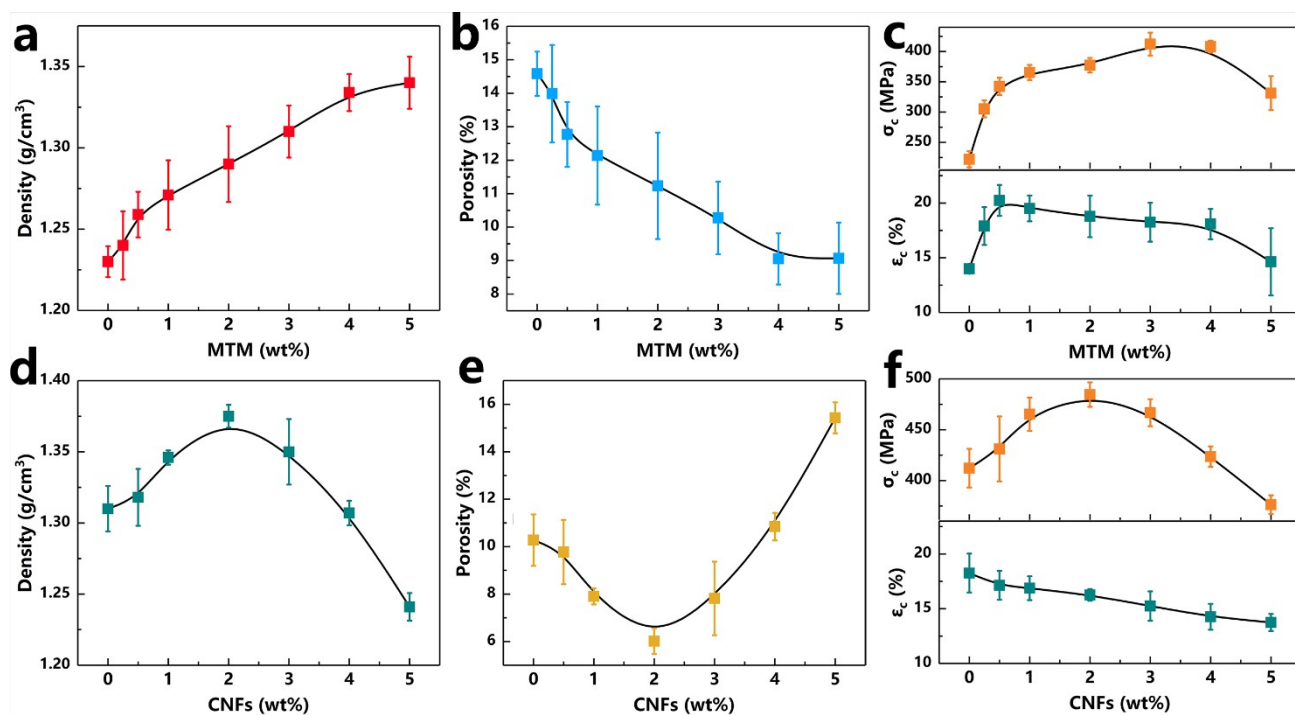 a
Density (g/cm³)
1.35
1.30
1.25
1.20
0 1 2 3 4 5
MTM (wt%)
b
Porosity (%)
16
15
14
13
12
11
10
9
8
0 1 2 3 4 5
MTM (wt%)
c
σc (MPa)
400
350
300
250
εc (%)
20
15
10
0 1 2 3 4 5
MTM (wt%)
d
Density (g/cm³)
1.40
1.35
1.30
1.25
1.20
0 1 2 3 4 5
CNFs (wt%)
e
Porosity (%)
16
14
12
10
8
6
0 1 2 3 4 5
CNFs (wt%)
f
σc (MPa)
500
450
400
εc (%)
20
15
10
0 1 2 3 4 5
CNFs (wt%)